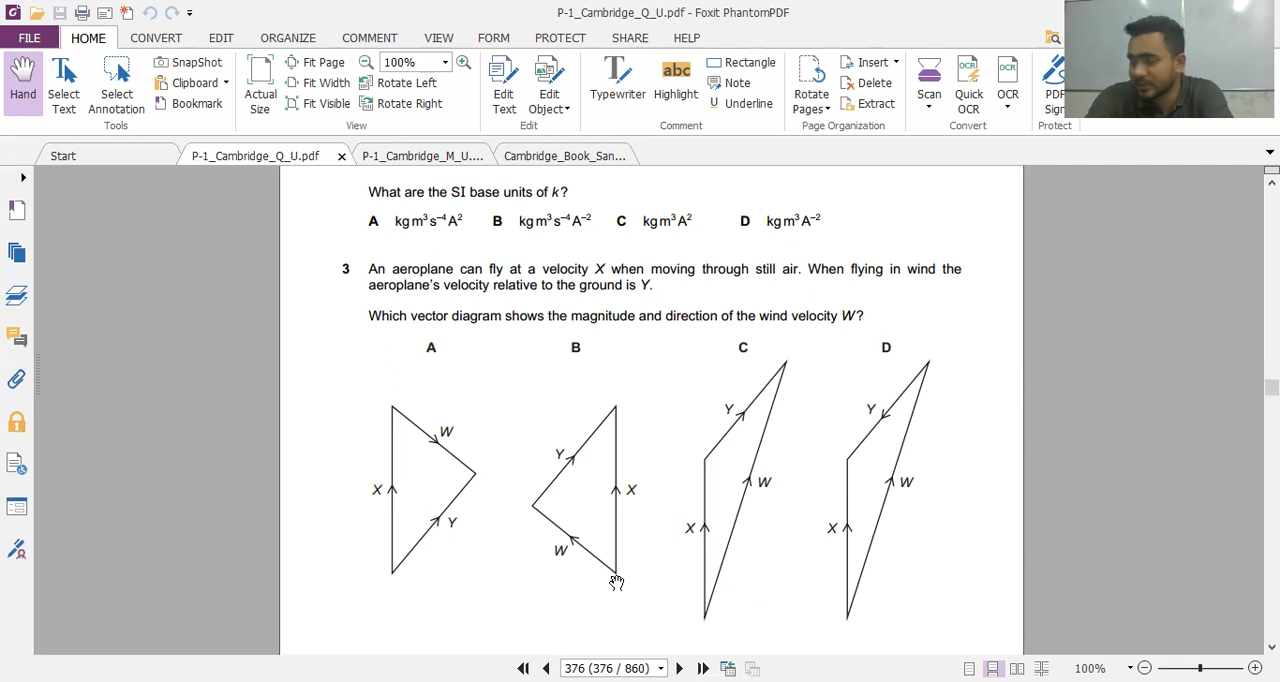 P-1_Cambridge_Q_U.pdf - Foxit PhantomPDF
FILE HOME CONVERT EDIT ORGANIZE COMMENT VIEW FORM PROTECT SHARE HELP
Hand
Select Text
Select Annotation
SnapShot
Clipboard
Bookmark
Tools
Actual Size
Fit Page
Fit Width
Fit Visible
100%
Rotate Left
Rotate Right
View
Edit Text
Edit Object
Edit
Typewriter
abc
Highlight
Rectangle
Note
Underline
Comment
Rotate Pages
Insert
Delete
Extract
Page Organization
Scan
OCR
Quick OCR
OCR
OCR
Convert
PDF Sign
Protect
Start P-1_Cambridge_Q_U.pdf P-1_Cambridge_M_U.... Cambridge_Book_San...
What are the SI base units of k?
A kg m³ s⁻⁴ A² B kg m³ s⁻⁴ A⁻² C kg m³ A² D kg m³ A⁻²
3 An aeroplane can fly at a velocity X when moving through still air. When flying in wind the
aeroplane's velocity relative to the ground is Y.
Which vector diagram shows the magnitude and direction of the wind velocity W?
A B C D
W X Y
Y X W
Y W X
Y W X
376 (376 / 860)
100%